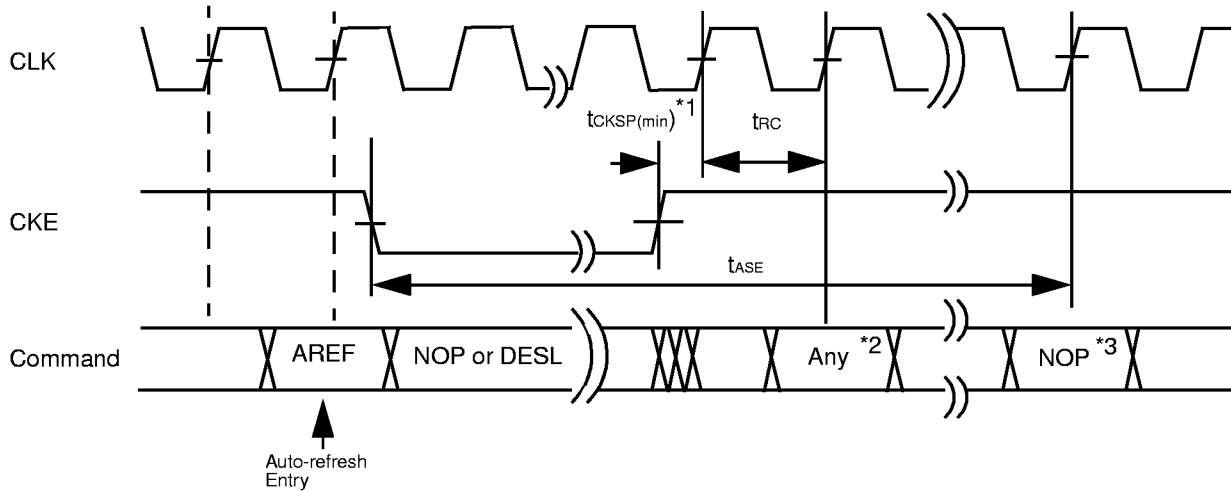 CLK
tCKSP(min)*1
tRC
CKE
tASE
Command
AREF
NOP or DESL
Any *2
NOP *3
Auto-refresh
Entry